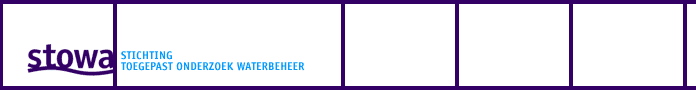 stowa
STICHTING
TOEGEPAST ONDERZOEK WATERBEHEER